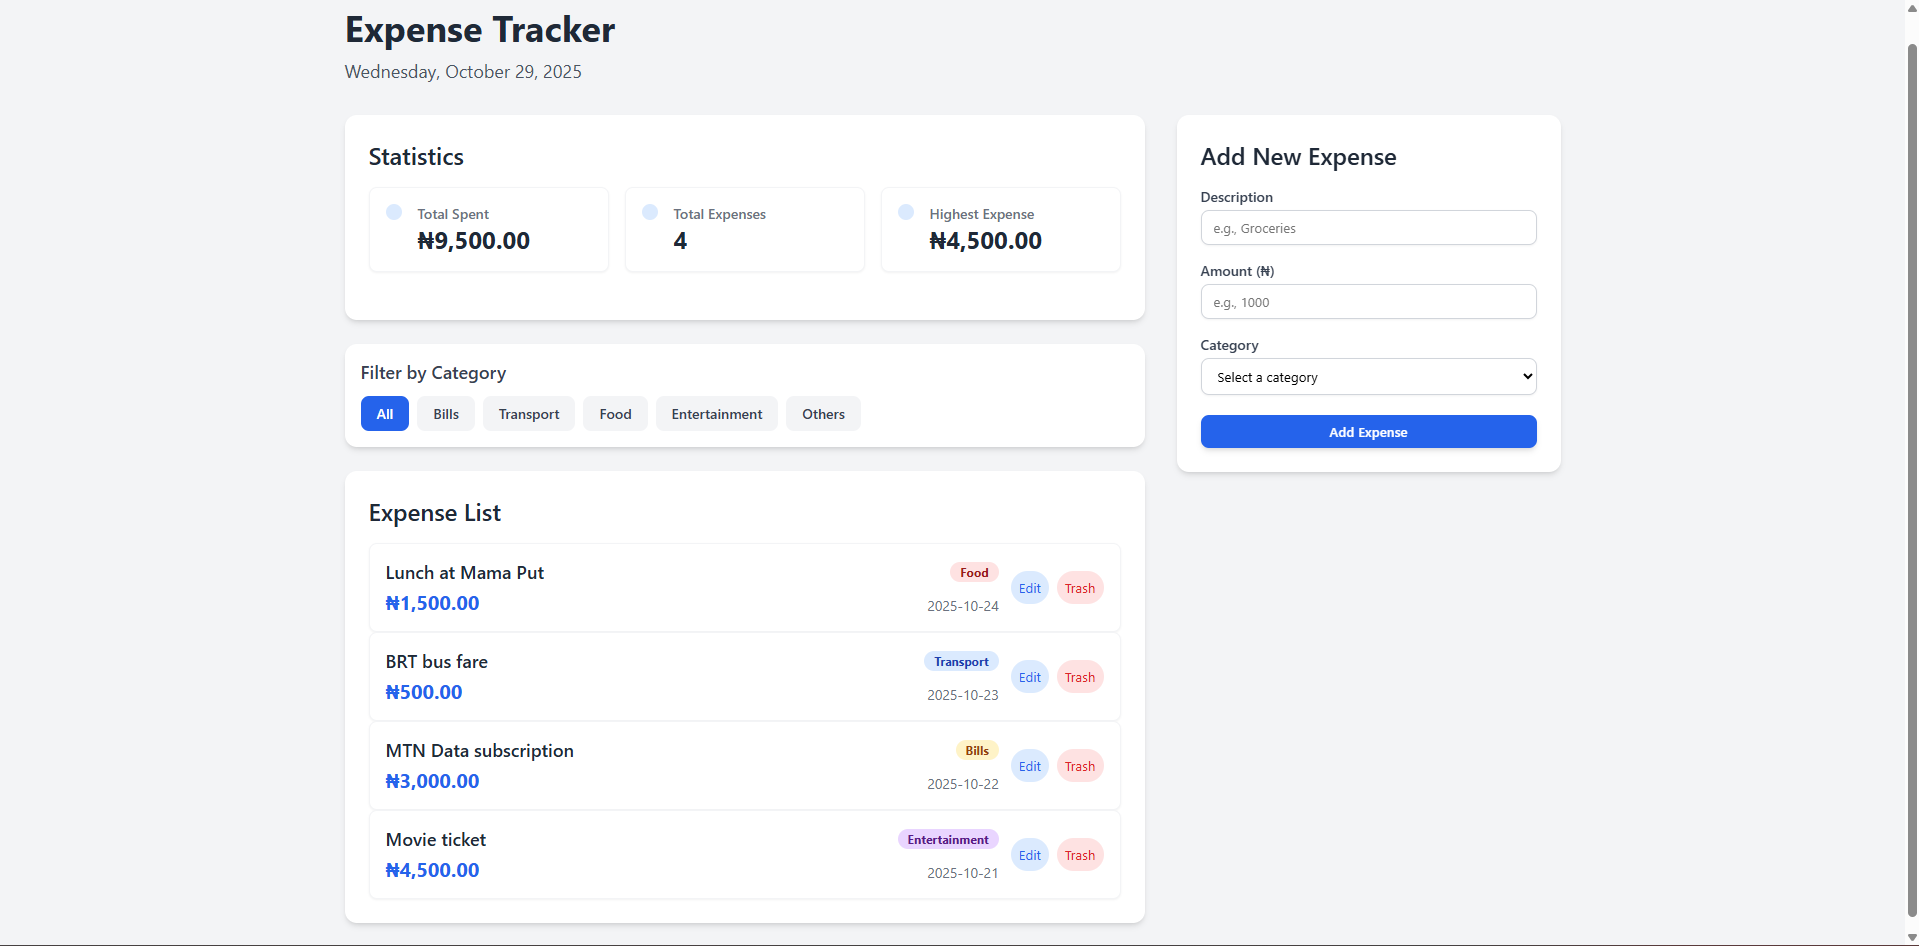 Expense Tracker
Wednesday, October 29, 2025
Statistics
Total Spent
₦9,500.00
Total Expenses
4
Highest Expense
₦4,500.00
Filter by Category
All
Bills
Transport
Food
Entertainment
Others
Expense List
Lunch at Mama Put
₦1,500.00
Food
2025-10-24
Edit
Trash
BRT bus fare
₦500.00
Transport
2025-10-23
Edit
Trash
MTN Data subscription
₦3,000.00
Bills
2025-10-22
Edit
Trash
Movie ticket
₦4,500.00
Entertainment
2025-10-21
Edit
Trash
Add New Expense
Description
e.g., Groceries
Amount (₦)
e.g., 1000
Category
Select a category
Add Expense